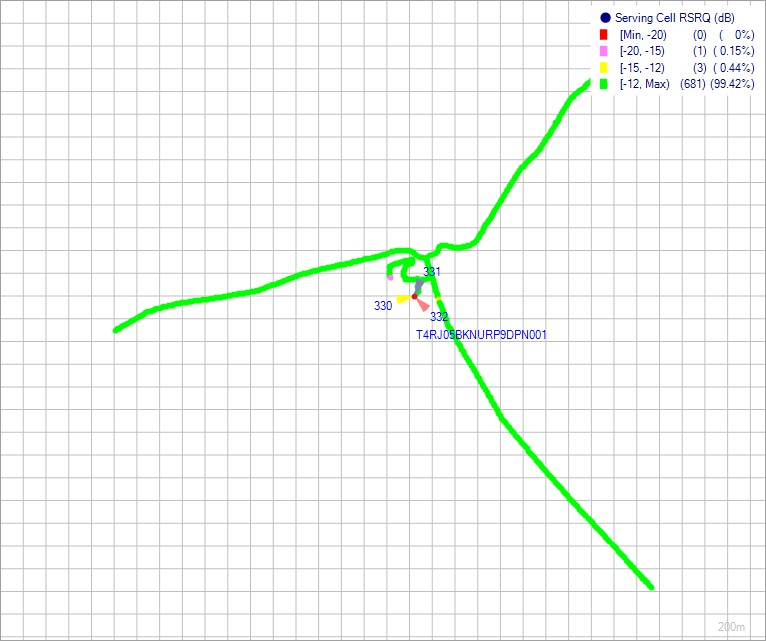 Serving Cell RSRQ (dB)
[Min, -20) (0) ( 0%)
[-20, -15) (1) ( 0.15%)
[-15, -12) (3) ( 0.44%)
[-12, Max) (681) (99.42%)
331
330
332
T4RJ05BKNURP9DPN001
200m